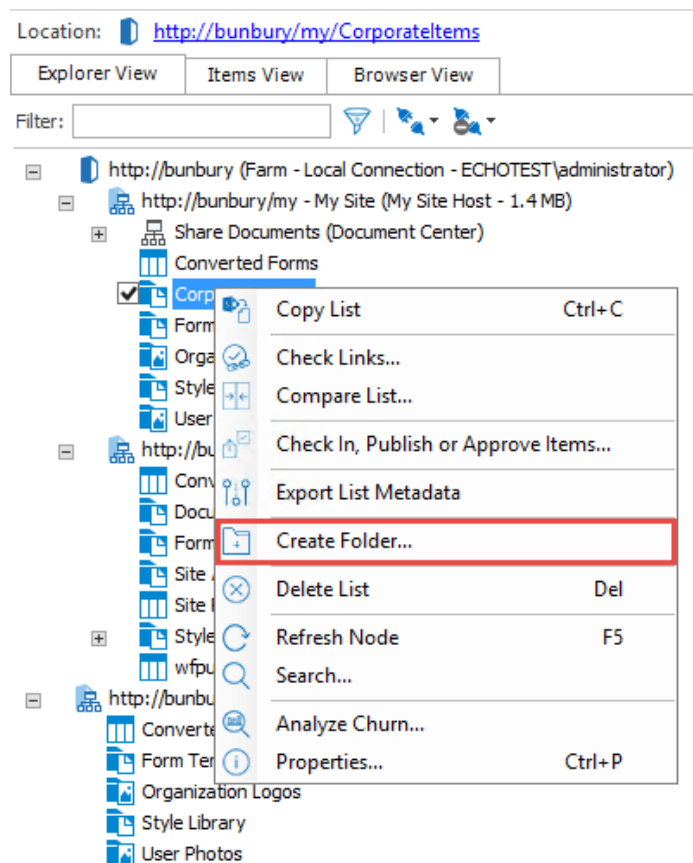 Location: http://bunbury/my/CorporateItems
Explorer View Items View Browser View
Filter:
http://bunbury (Farm - Local Connection - ECHOTEST\administrator)
http://bunbury/my - My Site (My Site Host - 1.4 MB)
Share Documents (Document Center)
Converted Forms
Corp
Copy List Ctrl+C
Form
Orga
Check Links...
Style
Compare List...
User
http://bu
Check In, Publish or Approve Items...
Conv
Export List Metadata
Docu
Form
Create Folder...
Site
Delete List Del
Site
Style
Refresh Node F5
wfpu
Search...
http://bunbu
Converte
Analyze Churn...
Form Ter
Properties... Ctrl+P
Organization Logos
Style Library
User Photos